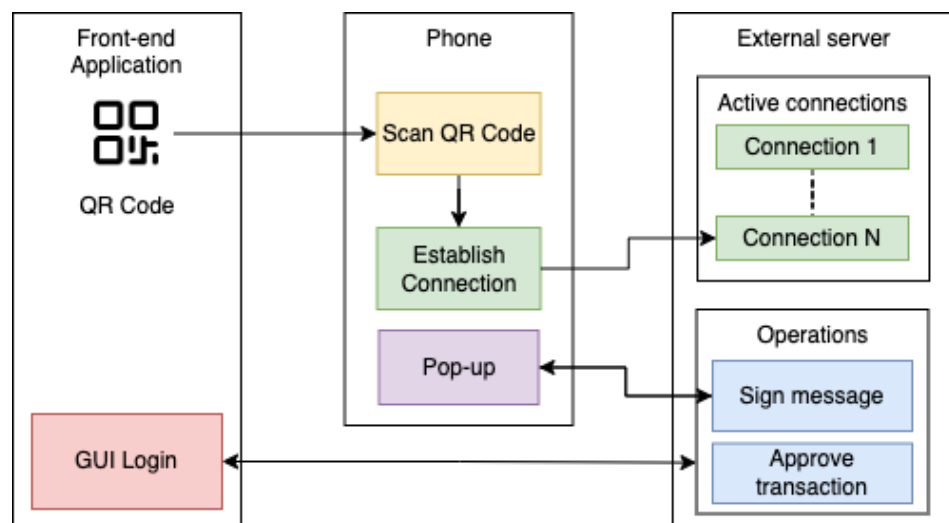 Front-end
Application
QR Code
GUI Login
Phone
Scan QR Code
Establish
Connection
Pop-up
External server
Active connections
Connection 1
Connection N
Operations
Sign message
Approve
transaction